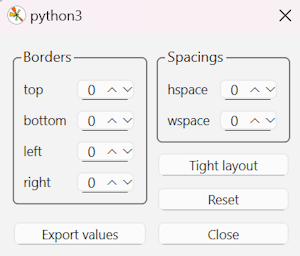 python3
Borders
top 0
bottom 0
left 0
right 0
Export values
Spacings
hspace 0
wspace 0
Tight layout
Reset
Close